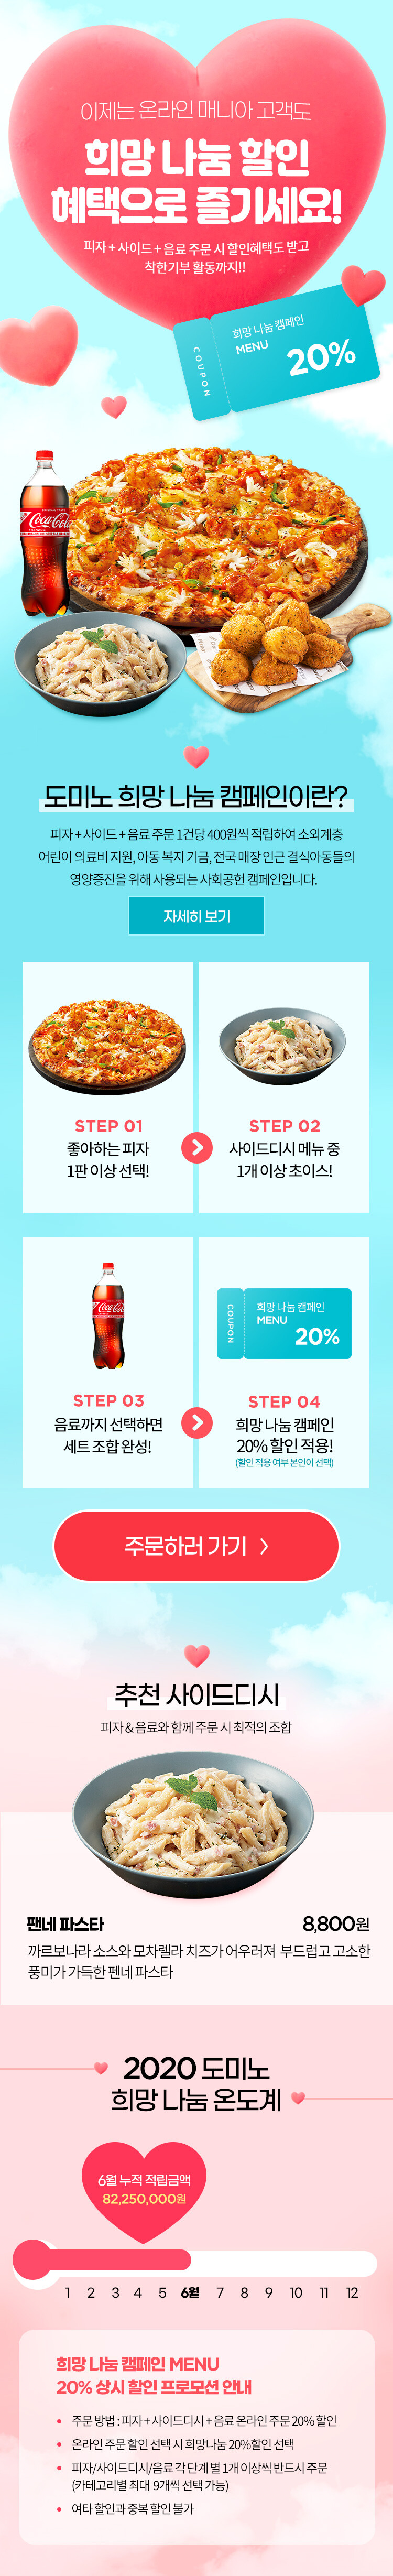 이제는 온라인 매니아 고객도
희망 나눔 할인
혜택으로 즐기세요!
피자 + 사이드 + 음료 주문 시 할인혜택도 받고
착한기부 활동까지!!
COUPON
희망 나눔 캠페인
MENU
20%
Coca-Cola
도미노 희망 나눔 캠페인이란?
피자 + 사이드 + 음료 주문 1건당 400원씩 적립하여 소외계층
어린이 의료비 지원, 아동 복지 기금, 전국 매장 인근 결식아동들의
영양증진을 위해 사용되는 사회공헌 캠페인입니다.
자세히 보기
STEP 01
좋아하는 피자
1판 이상 선택!
STEP 02
사이드디시 메뉴 중
1개 이상 초이스!
Coca-Cola
STEP 03
음료까지 선택하면
세트 조합 완성!
COUPON
희망 나눔 캠페인
MENU
20%
STEP 04
희망 나눔 캠페인
20% 할인 적용!
(할인 적용 여부 본인이 선택)
주문하러 가기 >
추천 사이드디시
피자 & 음료와 함께 주문 시 최적의 조합
펜네 파스타 8,800원
까르보나라 소스와 모차렐라 치즈가 어우러져 부드럽고 고소한
풍미가 가득한 펜네 파스타
2020 도미노
희망 나눔 온도계
6월 누적 적립금액
82,250,000원
1 2 3 4 5 6월 7 8 9 10 11 12
희망 나눔 캠페인 MENU
20% 상시 할인 프로모션 안내
• 주문 방법 : 피자 + 사이드디시 + 음료 온라인 주문 20% 할인
• 온라인 주문 할인 선택 시 희망나눔 20%할인 선택
• 피자/사이드디시/음료 각 단계 별 1개 이상씩 반드시 주문
(카테고리별 최대 9개씩 선택 가능)
• 여타 할인과 중복 할인 불가